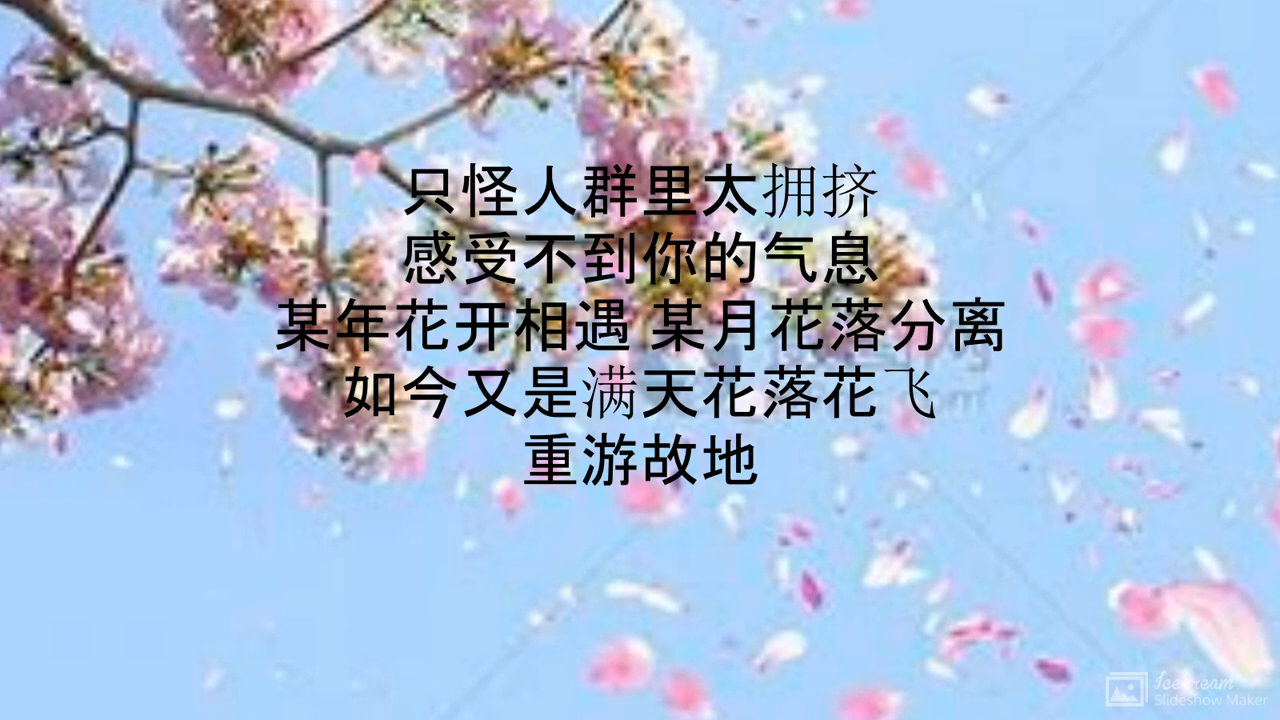 只怪人群里太拥挤
感受不到你的气息
某年花开相遇 某月花落分离
如今又是满天花落花飞
重游故地
Icecream
Slideshow Maker